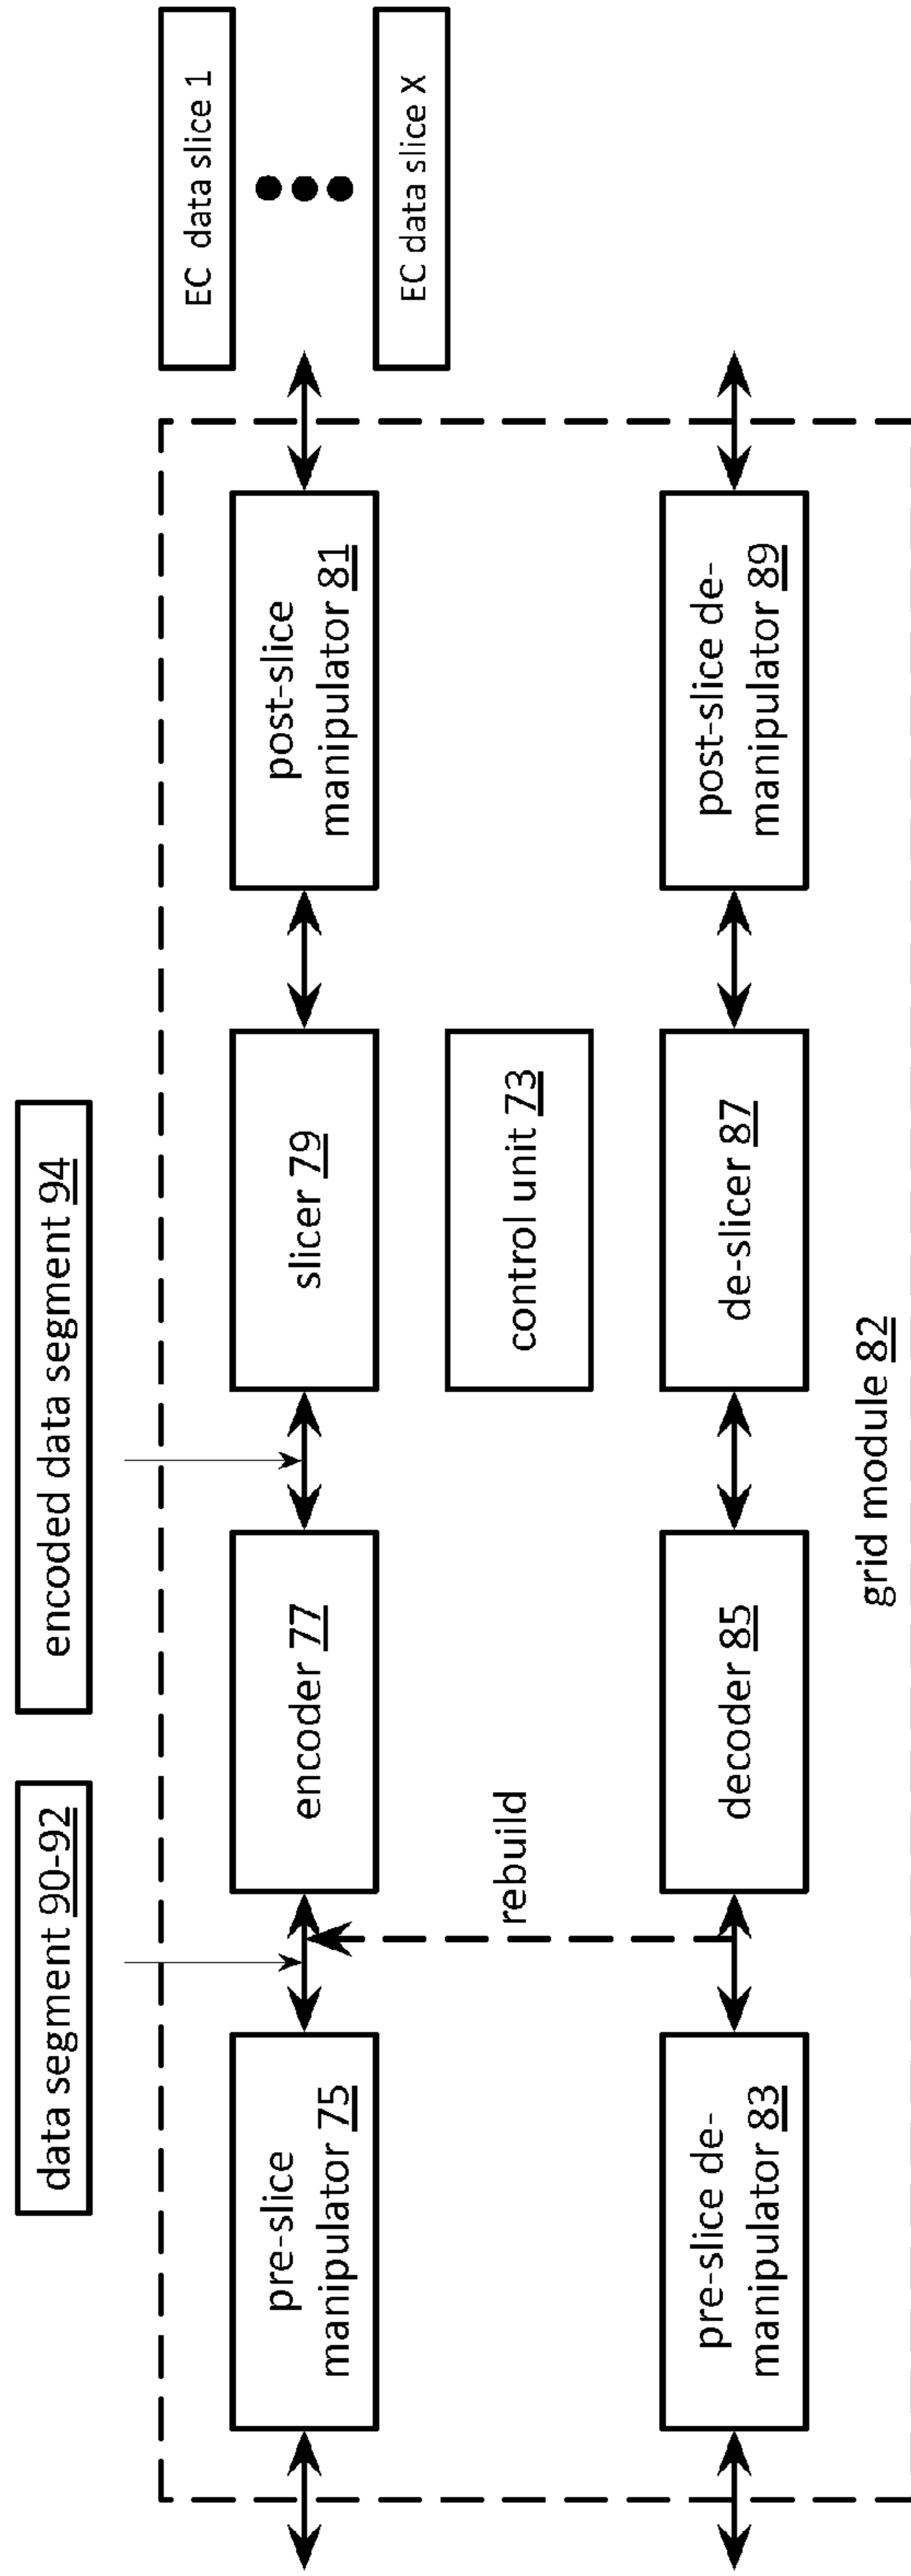 data segment 90-92
encoded data segment 94
EC data slice 1
EC data slice X
pre-slice
manipulator 75
encoder 77
slicer 79
post-slice
manipulator 81
rebuild
control unit 73
pre-slice de-
manipulator 83
decoder 85
de-slicer 87
post-slice de-
manipulator 89
grid module 82